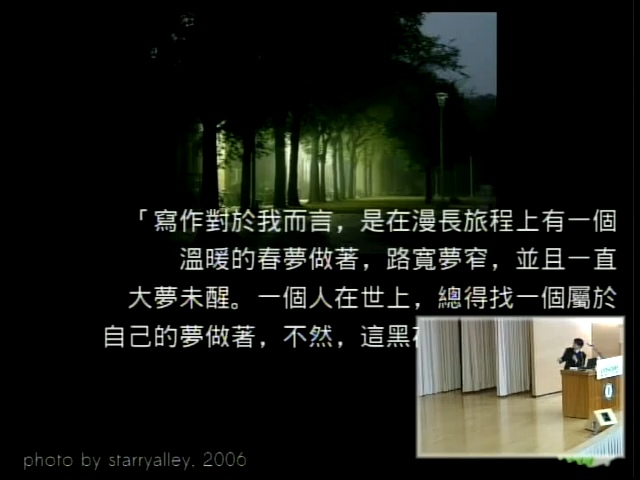 「寫作對於我而言，是在漫長旅程上有一個
溫暖的春夢做著，路寬夢窄，並且一直
大夢未醒。一個人在世上，總得找一個屬於
自己的夢做著，不然，這黑
photo by starryalley, 2006